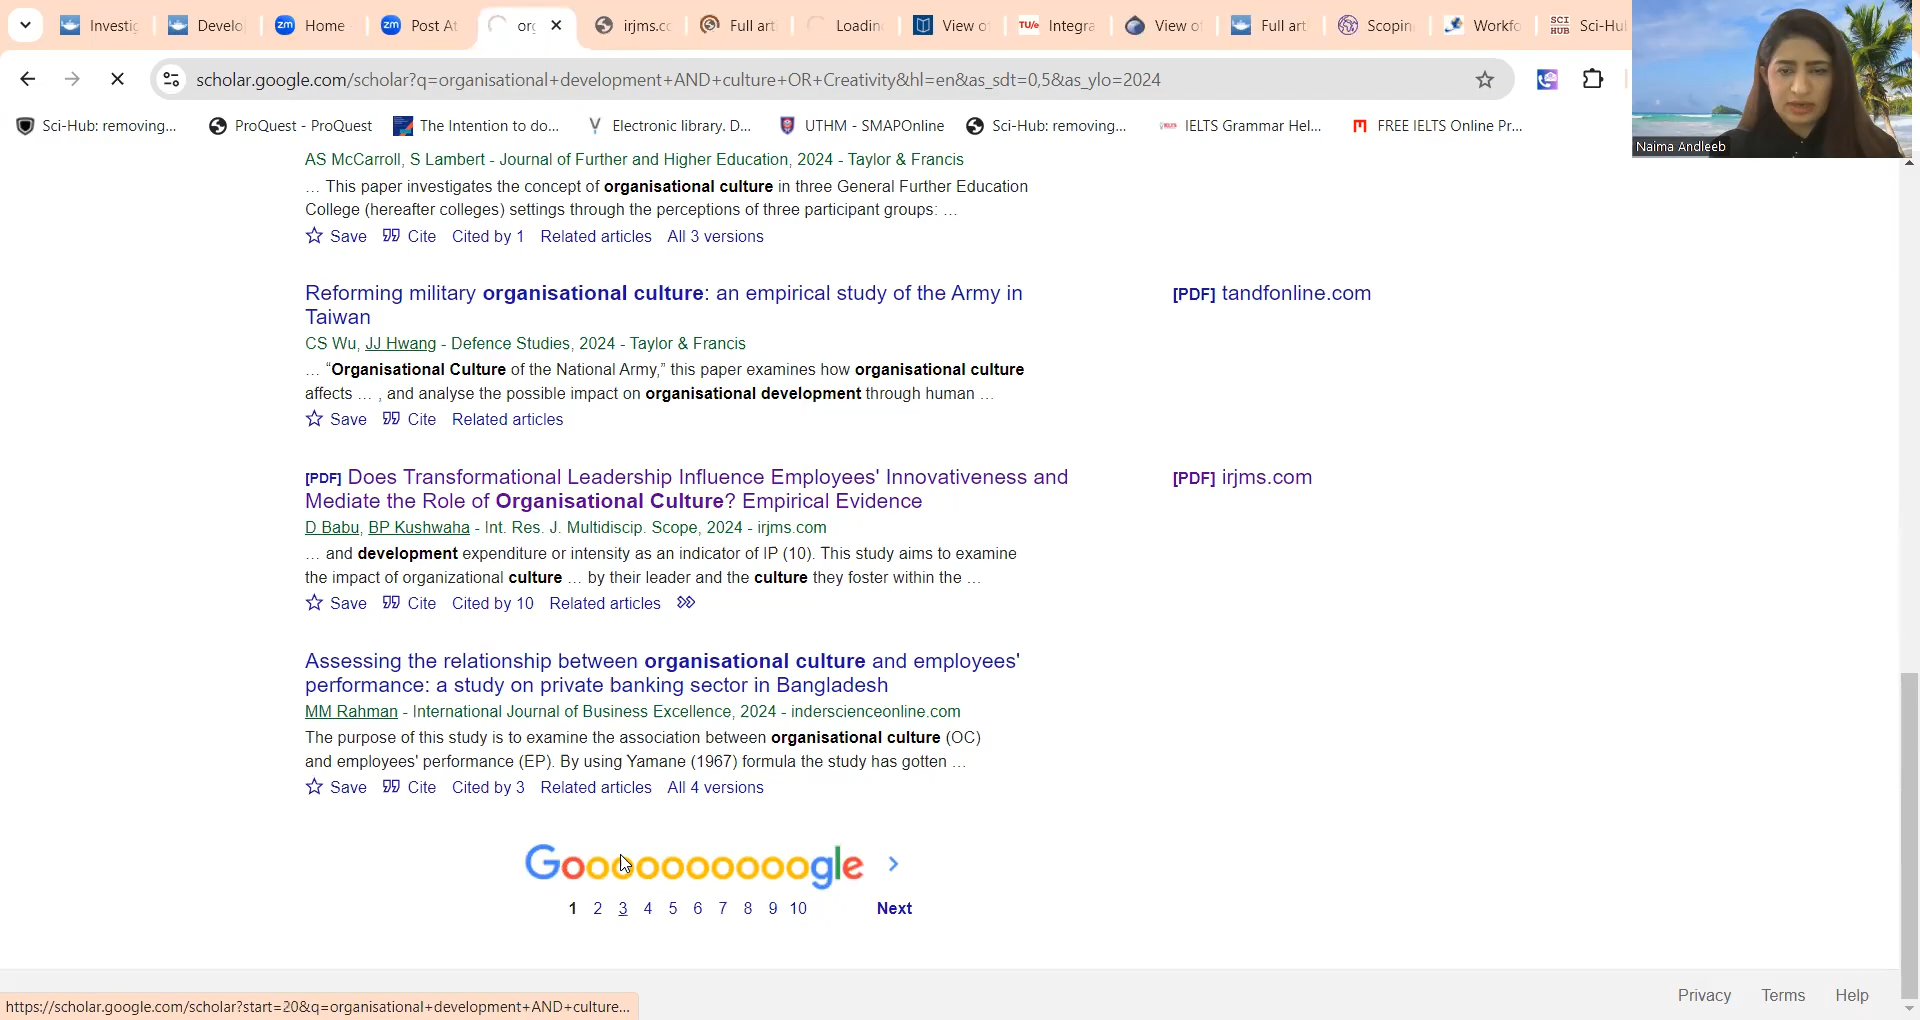 Investig
Develo
zm Home
zm Post At
org
irjms.cc
Full art
Loadin
View o
TU/e Integra
View of
Full art
Scopin
Workfo
SCI HUB Sci-Hu
scholar.google.com/scholar?q=organisational+development+AND+culture+OR+Creativity&hl=en&as_sdt=0,5&as_ylo=2024
Sci-Hub: removing...
ProQuest - ProQuest
The Intention to do...
Electronic library. D...
UTHM - SMAPOnline
Sci-Hub: removing...
IELTS Grammar Hel...
FREE IELTS Online Pr...
Naima Andleeb
AS McCarroll, S Lambert - Journal of Further and Higher Education, 2024 - Taylor & Francis
... This paper investigates the concept of organisational culture in three General Further Education
College (hereafter colleges) settings through the perceptions of three participant groups: ...
Save Cite Cited by 1 Related articles All 3 versions
Reforming military organisational culture: an empirical study of the Army in
Taiwan
[PDF] tandfonline.com
CS Wu, JJ Hwang - Defence Studies, 2024 - Taylor & Francis
... “Organisational Culture of the National Army,” this paper examines how organisational culture
affects ... , and analyse the possible impact on organisational development through human ...
Save Cite Related articles
[PDF] Does Transformational Leadership Influence Employees' Innovativeness and
Mediate the Role of Organisational Culture? Empirical Evidence
[PDF] irjms.com
D Babu, BP Kushwaha - Int. Res. J. Multidiscip. Scope, 2024 - irjms.com
... and development expenditure or intensity as an indicator of IP (10). This study aims to examine
the impact of organizational culture ... by their leader and the culture they foster within the ...
Save Cite Cited by 10 Related articles
Assessing the relationship between organisational culture and employees'
performance: a study on private banking sector in Bangladesh
MM Rahman - International Journal of Business Excellence, 2024 - inderscienceonline.com
The purpose of this study is to examine the association between organisational culture (OC)
and employees' performance (EP). By using Yamane (1967) formula the study has gotten ...
Save Cite Cited by 3 Related articles All 4 versions
Goooooooooogle
1 2 3 4 5 6 7 8 9 10 Next
Privacy Terms Help
https://scholar.google.com/scholar?start=20&q=organisational+development+AND+culture...